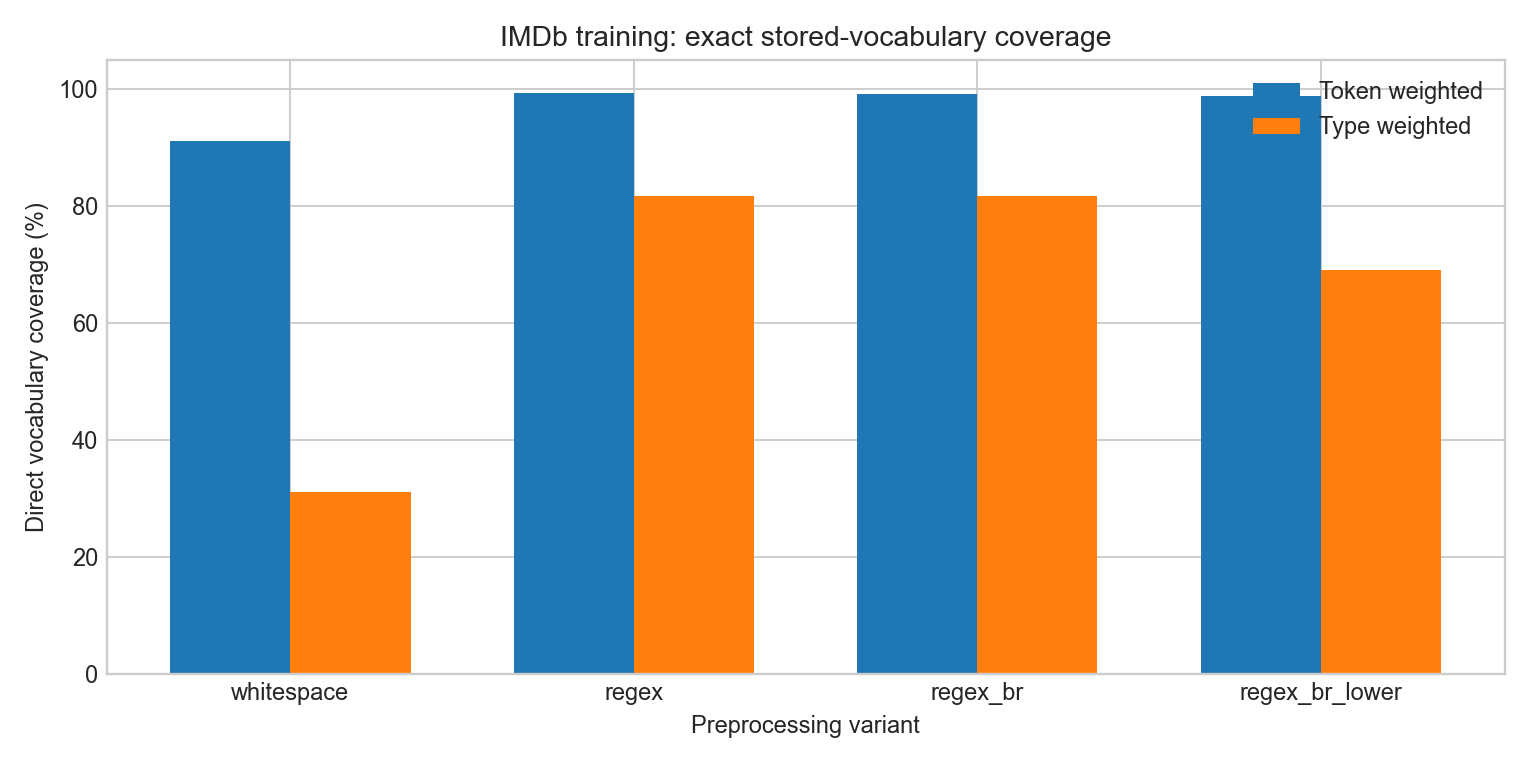 IMDb training: exact stored-vocabulary coverage
Direct vocabulary coverage (%)
100
80
60
40
20
0
Token weighted
Type weighted
whitespace
regex
regex_br
regex_br_lower
Preprocessing variant